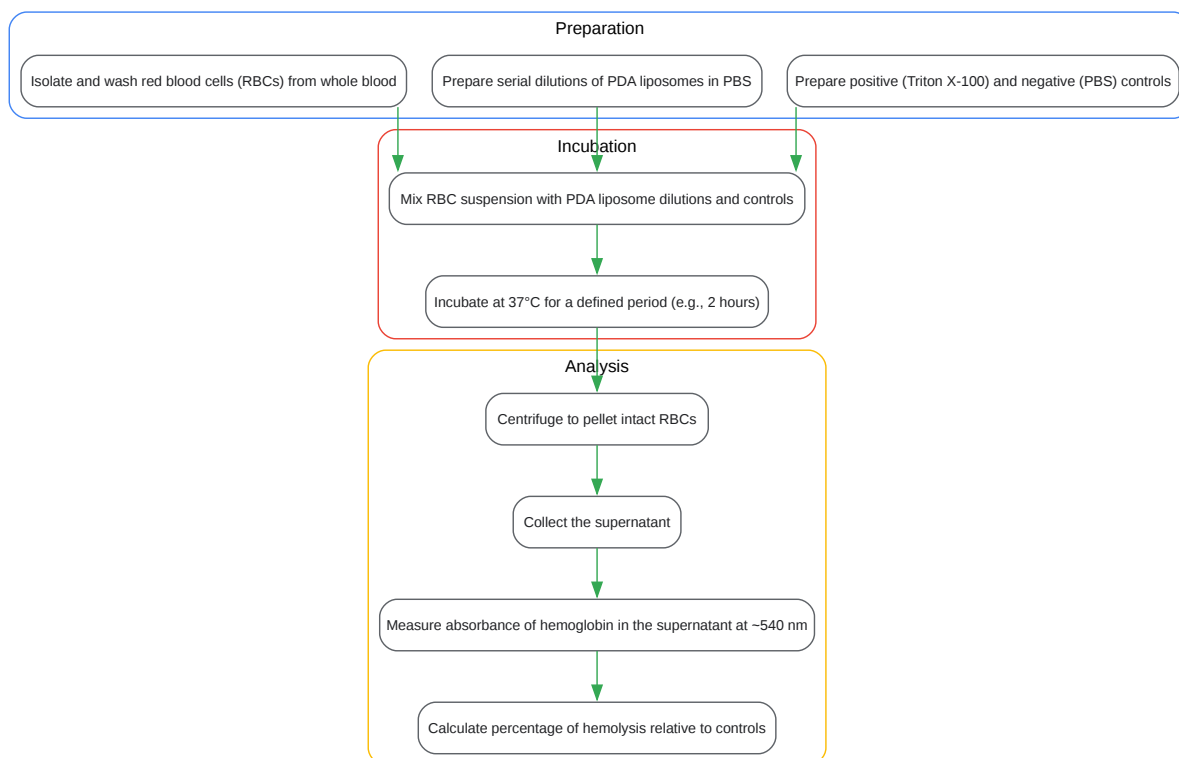 Preparation
Isolate and wash red blood cells (RBCs) from whole blood
Prepare serial dilutions of PDA liposomes in PBS
Prepare positive (Triton X-100) and negative (PBS) controls
Incubation
Mix RBC suspension with PDA liposome dilutions and controls
Incubate at 37°C for a defined period (e.g., 2 hours)
Analysis
Centrifuge to pellet intact RBCs
Collect the supernatant
Measure absorbance of hemoglobin in the supernatant at ~540 nm
Calculate percentage of hemolysis relative to controls